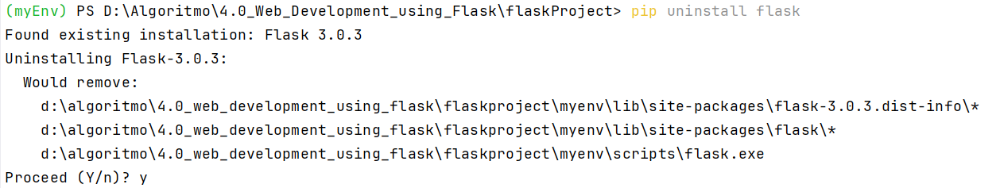 (myEnv) PS D:\Algoritmo\4.0_Web_Development_using_Flask\flaskProject> pip uninstall flask
Found existing installation: Flask 3.0.3
Uninstalling Flask-3.0.3:
  Would remove:
    d:\algoritmo\4.0_web_development_using_flask\flaskproject\myenv\lib\site-packages\flask-3.0.3.dist-info\*
    d:\algoritmo\4.0_web_development_using_flask\flaskproject\myenv\lib\site-packages\flask\*
    d:\algoritmo\4.0_web_development_using_flask\flaskproject\myenv\scripts\flask.exe
Proceed (Y/n)? y